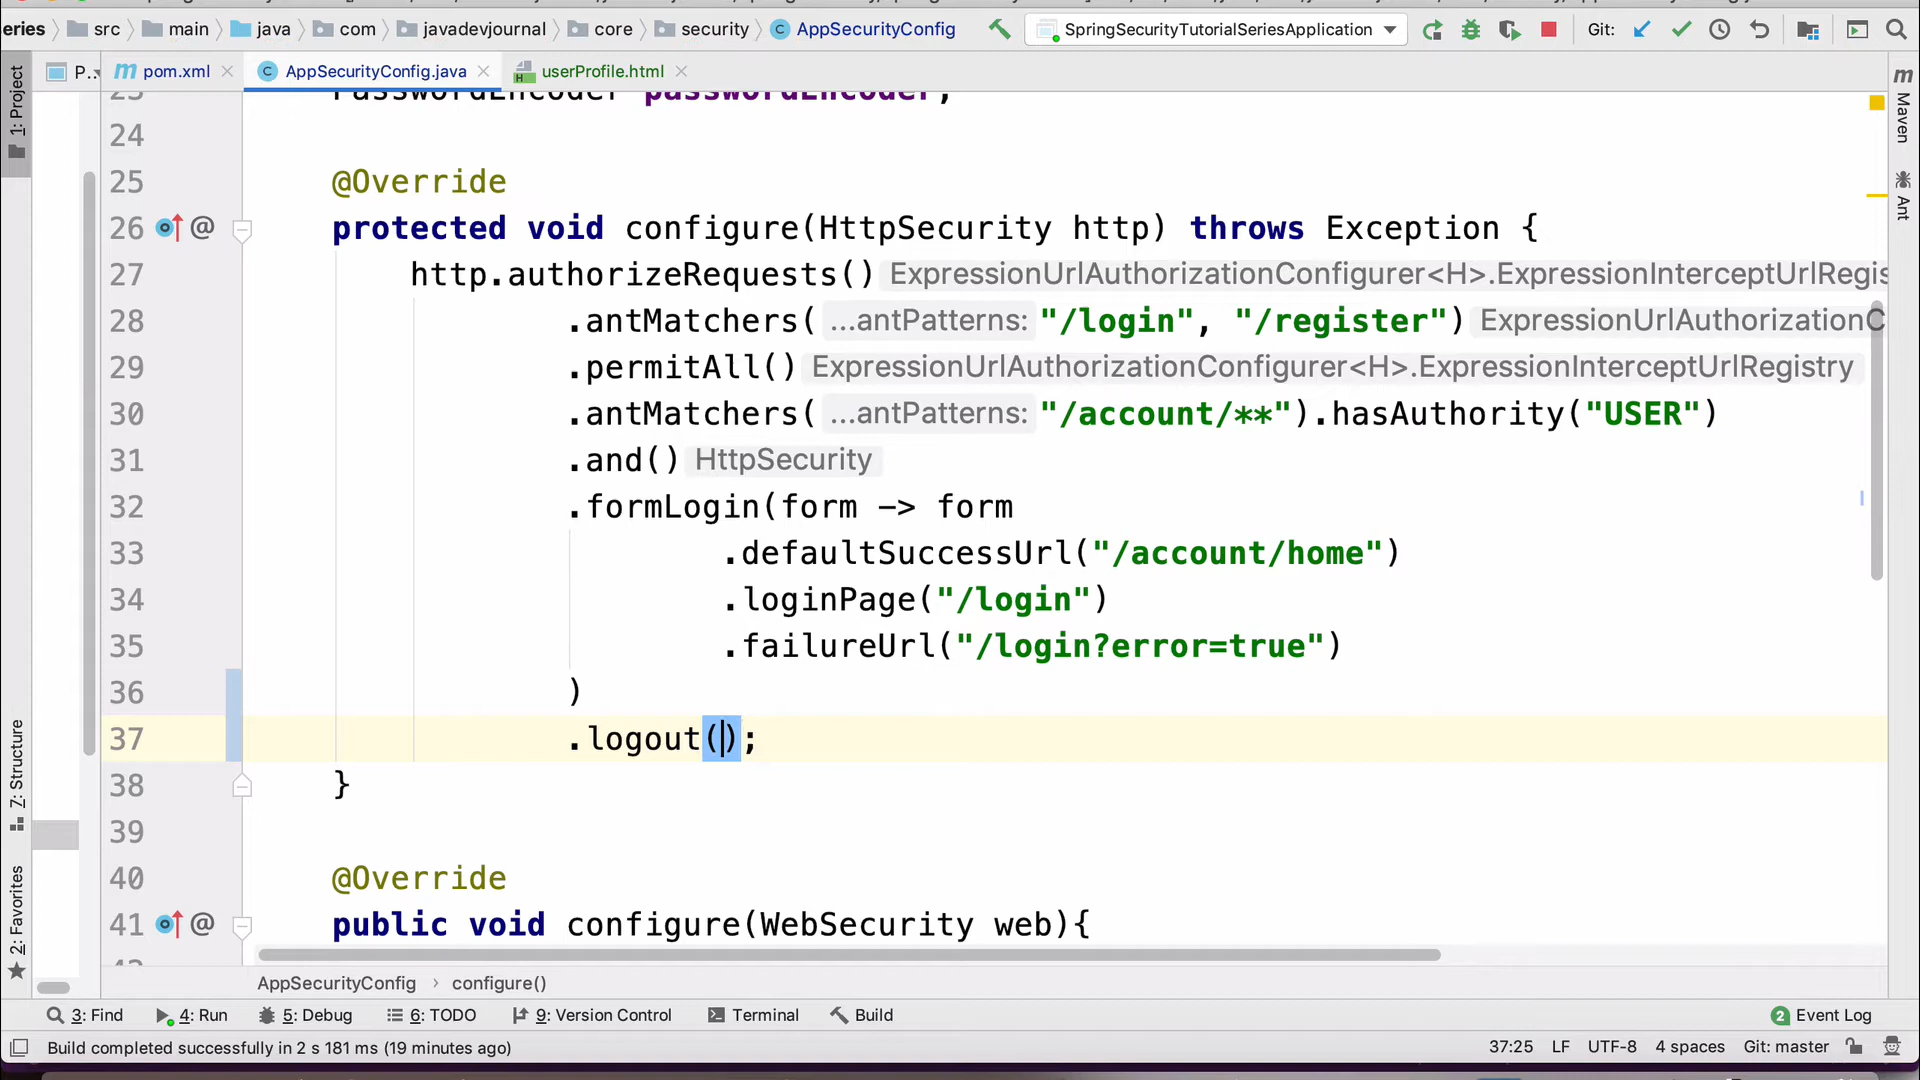 eries src main java com javadevjournal core security AppSecurityConfig SpringSecurityTutorialSeriesApplication Git:
P.. pom.xml AppSecurityConfig.java userProfile.html
1: Project
7: Structure
2: Favorites
Maven
Ant
23 PasswordEncoder passwordEncoder;
24
25 @Override
26 @ protected void configure(HttpSecurity http) throws Exception {
27 http.authorizeRequests() ExpressionUrlAuthorizationConfigurer<H>.ExpressionInterceptUrlRegis
28 .antMatchers( ...antPatterns: "/login", "/register") ExpressionUrlAuthorizationC
29 .permitAll() ExpressionUrlAuthorizationConfigurer<H>.ExpressionInterceptUrlRegistry
30 .antMatchers( ...antPatterns: "/account/**").hasAuthority("USER")
31 .and() HttpSecurity
32 .formLogin(form -> form
33 .defaultSuccessUrl("/account/home")
34 .loginPage("/login")
35 .failureUrl("/login?error=true")
36 )
37 .logout();
38 }
39
40 @Override
41 @ public void configure(WebSecurity web){
AppSecurityConfig › configure()
3: Find 4: Run 5: Debug 6: TODO 9: Version Control Terminal Build 2 Event Log
Build completed successfully in 2 s 181 ms (19 minutes ago) 37:25 LF UTF-8 4 spaces Git: master